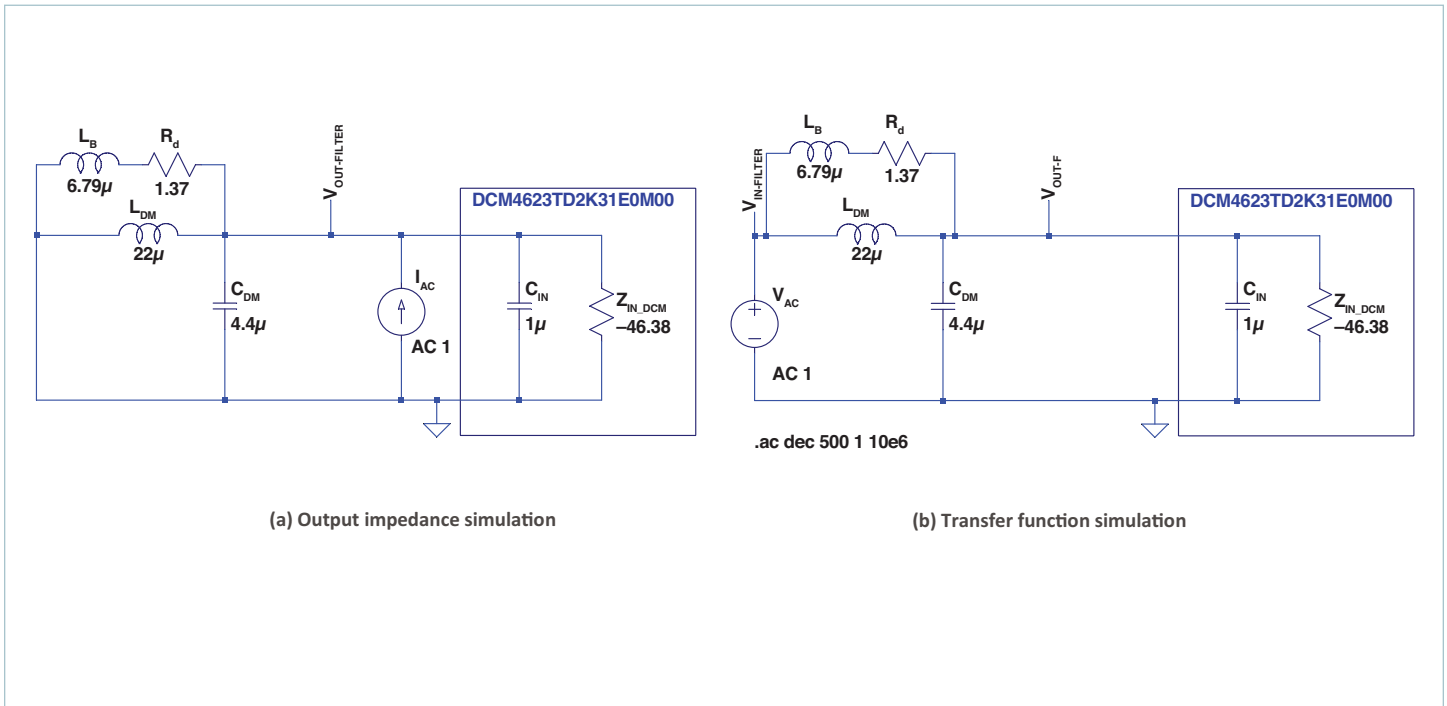 L_B
R_d
6.79µ
1.37
L_DM
22µ
V_OUT-FILTER
C_DM
4.4µ
I_AC
AC 1
DCM4623TD2K31E0M00
C_IN
1µ
Z_IN_DCM
–46.38
(a) Output impedance simulation
V_IN-FILTER
L_B
R_d
6.79µ
1.37
L_DM
22µ
V_OUT-F
V_AC
+
–
AC 1
C_DM
4.4µ
DCM4623TD2K31E0M00
C_IN
1µ
Z_IN_DCM
–46.38
.ac dec 500 1 10e6
(b) Transfer function simulation